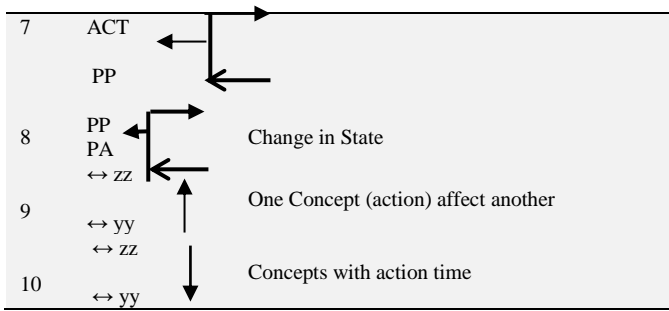 7 ACT
PP
PP
8 Change in State
PA
↔ zz
One Concept (action) affect another
9
↔ yy
↔ zz
Concepts with action time
10
↔ yy